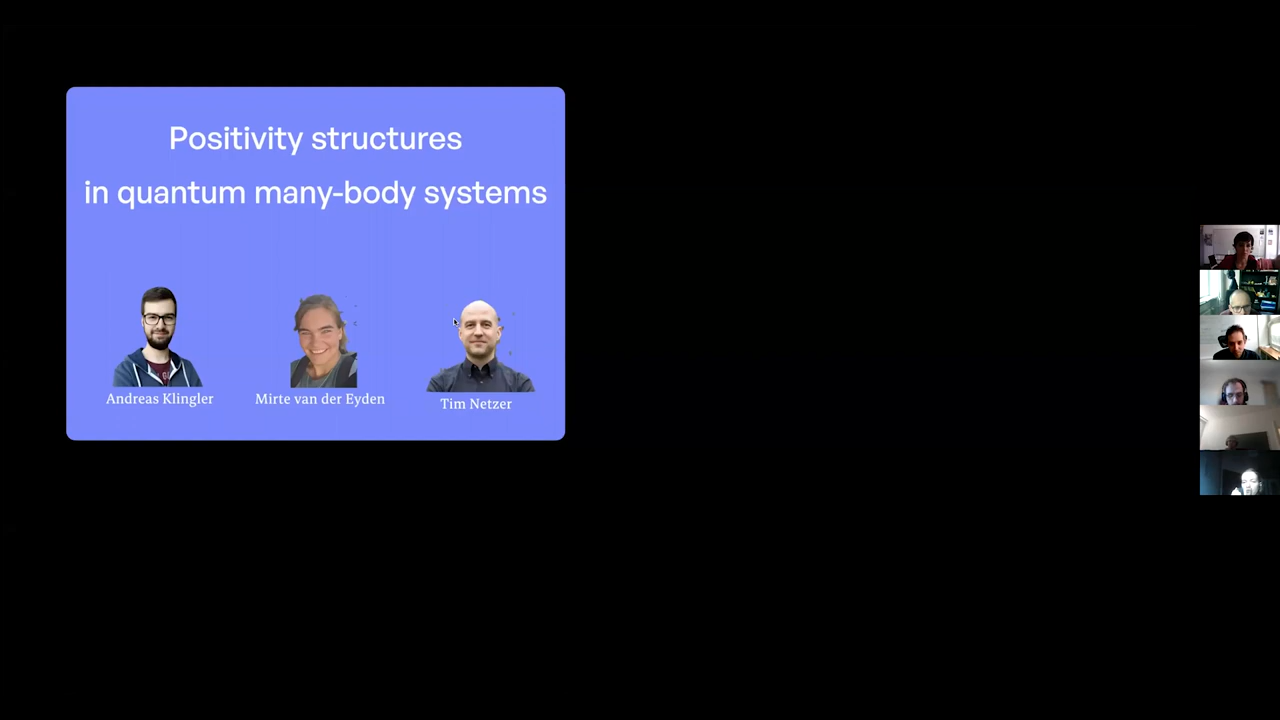 Positivity structures
in quantum many-body systems
Andreas Klingler
Mirte van der Eyden
Tim Netzer